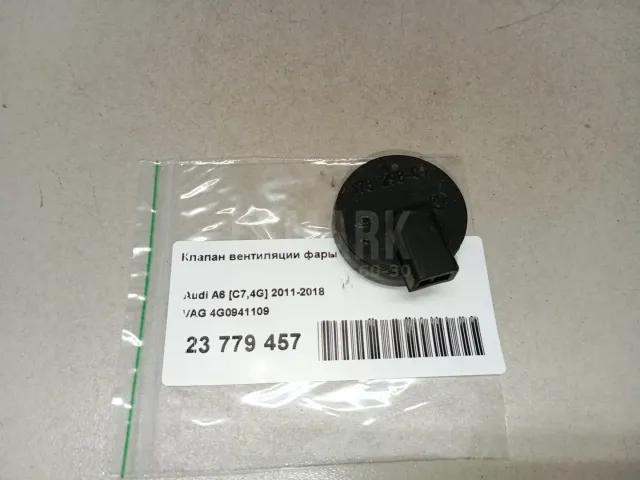 Клапан вентиляции фары
Audi A6 [C7,4G] 2011-2018
VAG 4G0941109
23 779 457